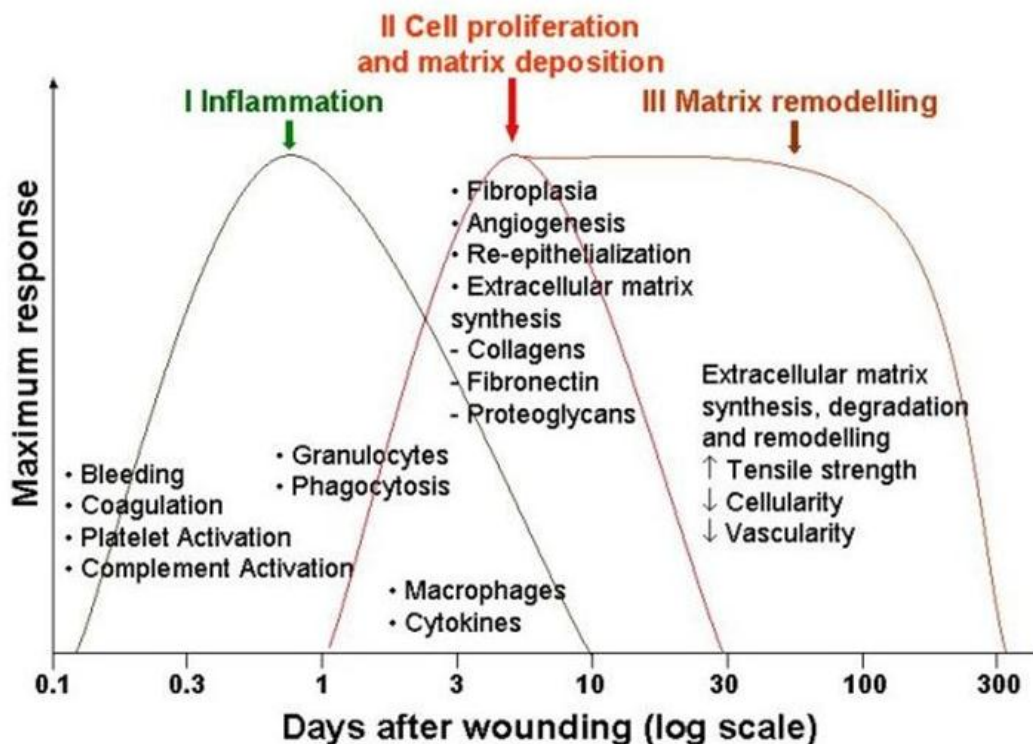 II Cell proliferation
and matrix deposition
I Inflammation
III Matrix remodelling
Maximum response
• Fibroplasia
• Angiogenesis
• Re-epithelialization
• Extracellular matrix
synthesis
- Collagens
- Fibronectin
- Proteoglycans
Extracellular matrix
synthesis, degradation
and remodelling
↑ Tensile strength
↓ Cellularity
↓ Vascularity
• Granulocytes
• Phagocytosis
• Bleeding
• Coagulation
• Platelet Activation
• Complement Activation
• Macrophages
• Cytokines
0.1 0.3 1 3 10 30 100 300
Days after wounding (log scale)